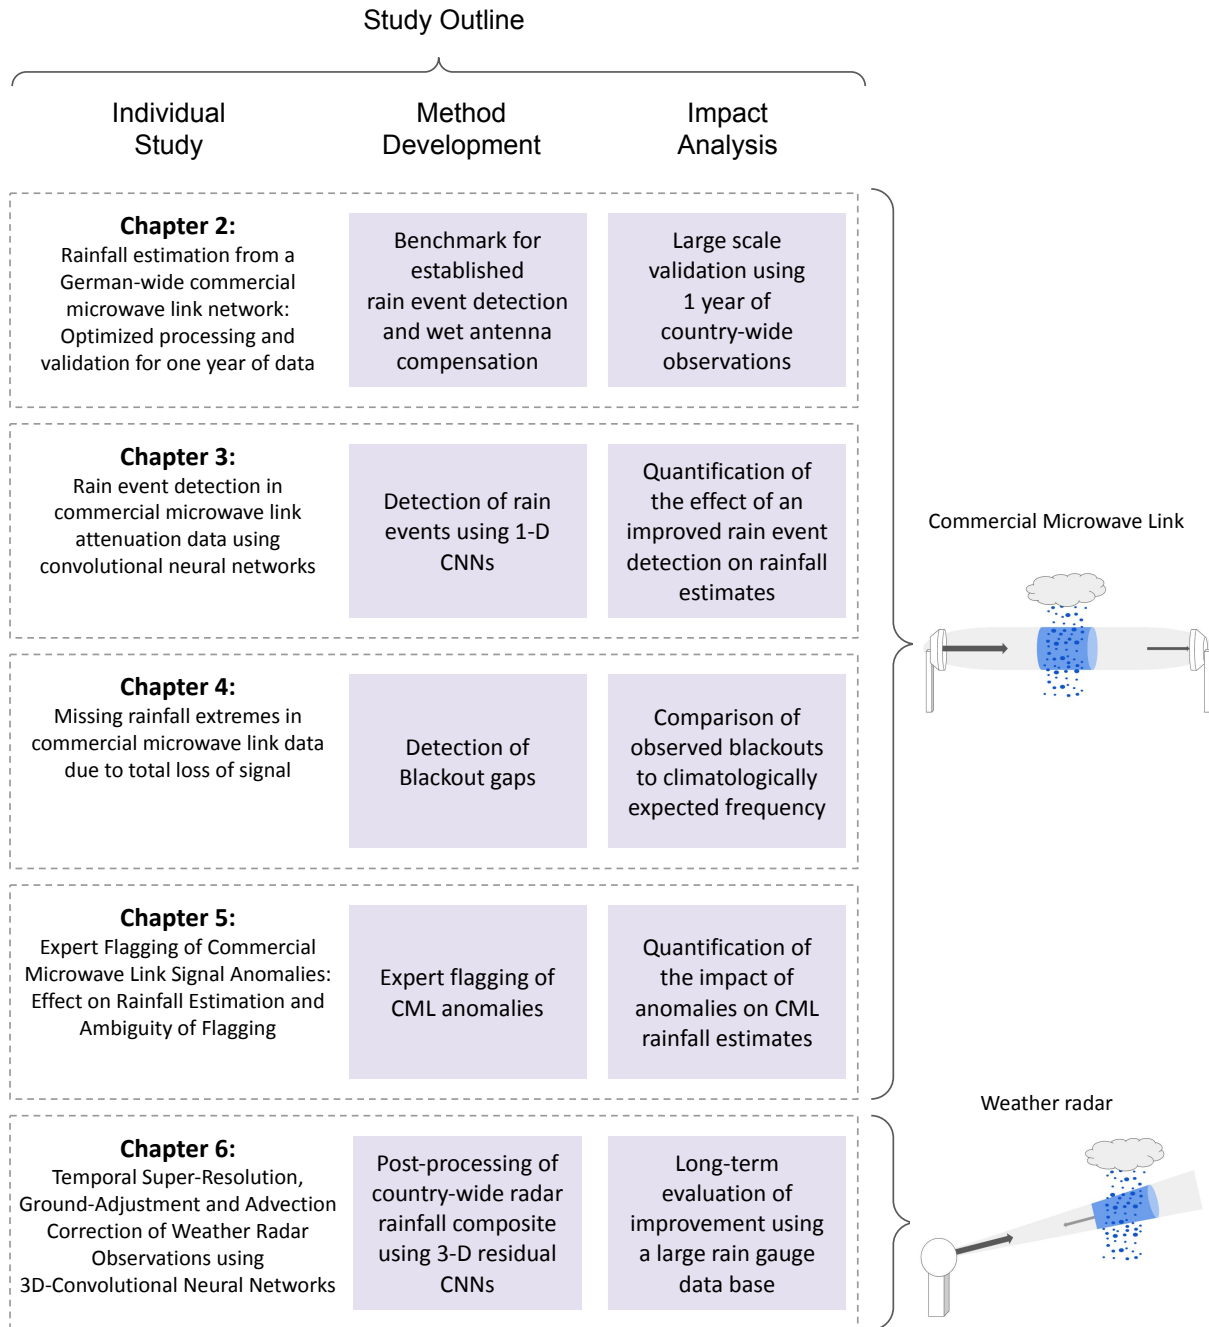 Study Outline
Individual
Study
Method
Development
Impact
Analysis
Chapter 2:
Rainfall estimation from a
German-wide commercial
microwave link network:
Optimized processing and
validation for one year of data
Benchmark for
established
rain event detection
and wet antenna
compensation
Large scale
validation using
1 year of
country-wide
observations
Chapter 3:
Rain event detection in
commercial microwave link
attenuation data using
convolutional neural networks
Detection of rain
events using 1-D
CNNs
Quantification of
the effect of an
improved rain event
detection on rainfall
estimates
Commercial Microwave Link
Chapter 4:
Missing rainfall extremes in
commercial microwave link data
due to total loss of signal
Detection of
Blackout gaps
Comparison of
observed blackouts
to climatologically
expected frequency
Chapter 5:
Expert Flagging of Commercial
Microwave Link Signal Anomalies:
Effect on Rainfall Estimation and
Ambiguity of Flagging
Expert flagging of
CML anomalies
Quantification of
the impact of
anomalies on CML
rainfall estimates
Weather radar
Chapter 6:
Temporal Super-Resolution,
Ground-Adjustment and Advection
Correction of Weather Radar
Observations using
3D-Convolutional Neural Networks
Post-processing of
country-wide radar
rainfall composite
using 3-D residual
CNNs
Long-term
evaluation of
improvement using
a large rain gauge
data base